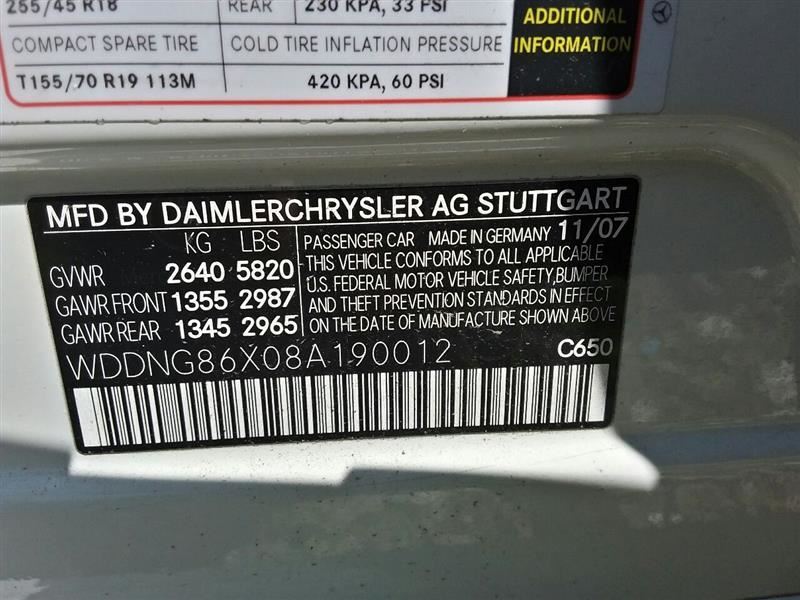 255/45 R18 REAR 230 KPA, 33 PSI
COMPACT SPARE TIRE COLD TIRE INFLATION PRESSURE
T155/70 R19 113M 420 KPA, 60 PSI
ADDITIONAL
INFORMATION
MFD BY DAIMLERCHRYSLER AG STUTTGART
KG LBS
GVWR 2640 5820
GAWR FRONT 1355 2987
GAWR REAR 1345 2965
PASSENGER CAR MADE IN GERMANY 11/07
THIS VEHICLE CONFORMS TO ALL APPLICABLE
U.S. FEDERAL MOTOR VEHICLE SAFETY, BUMPER
AND THEFT PREVENTION STANDARDS IN EFFECT
ON THE DATE OF MANUFACTURE SHOWN ABOVE
WDDNG86X08A190012 C650